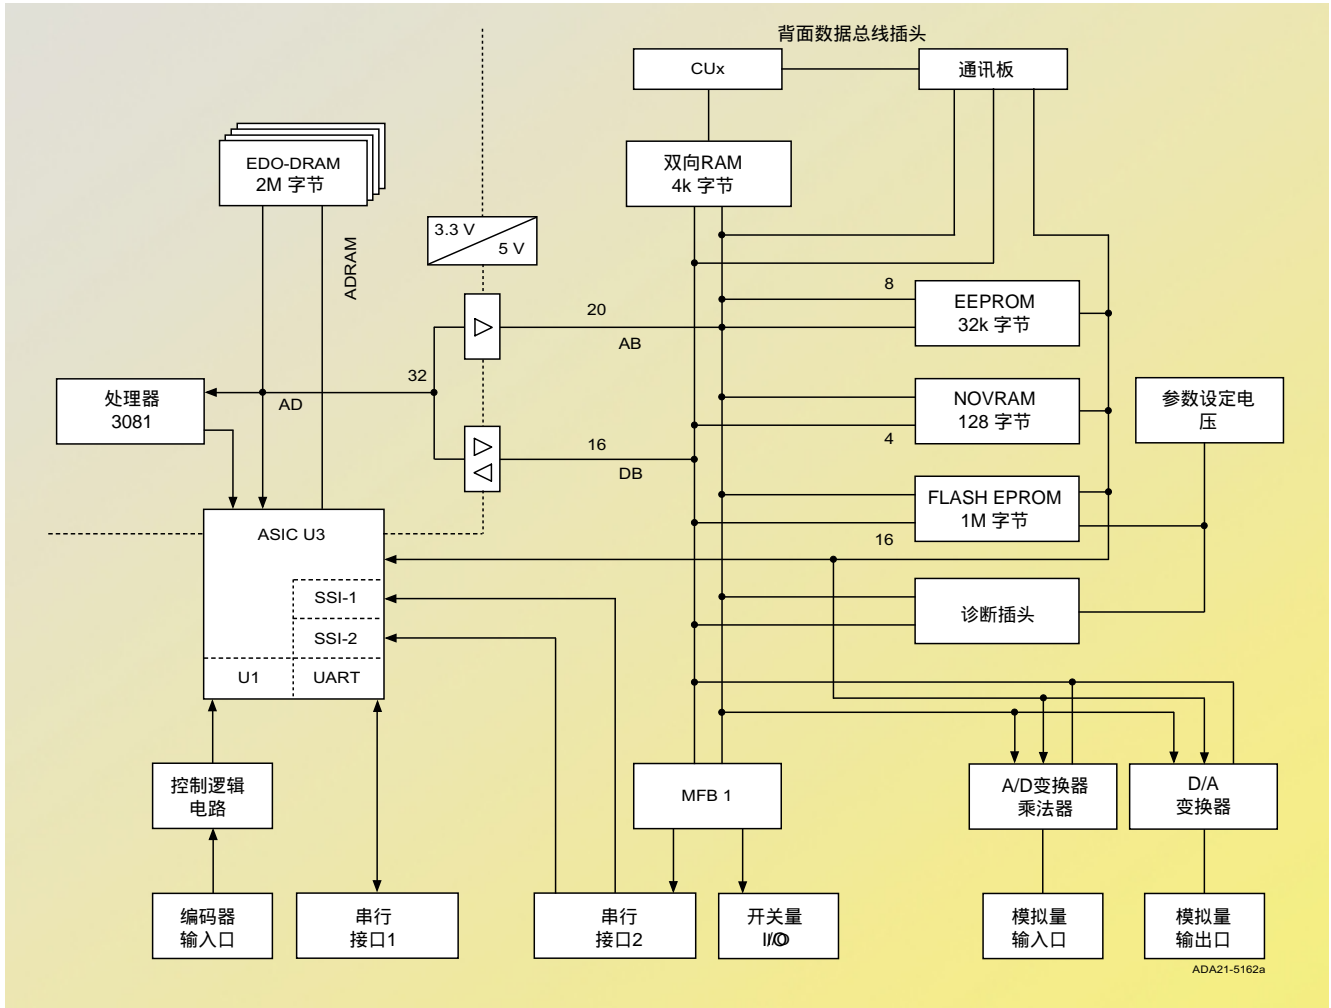 背面数据总线插头
CUx
通讯板
EDO-DRAM
2M 字节
双向RAM
4k 字节
ADRAM
3.3 V
5 V
8
EEPROM
32k 字节
20
AB
处理器
3081
32
AD
NOVRAM
128 字节
4
参数设定电
压
16
DB
FLASH EPROM
1M 字节
16
ASIC U3
SSI-1
SSI-2
U1
UART
诊断插头
控制逻辑
电路
MFB 1
A/D变换器
乘法器
D/A
变换器
编码器
输入口
串行
接口1
串行
接口2
开关量
I/O
模拟量
输入口
模拟量
输出口
ADA21-5162a